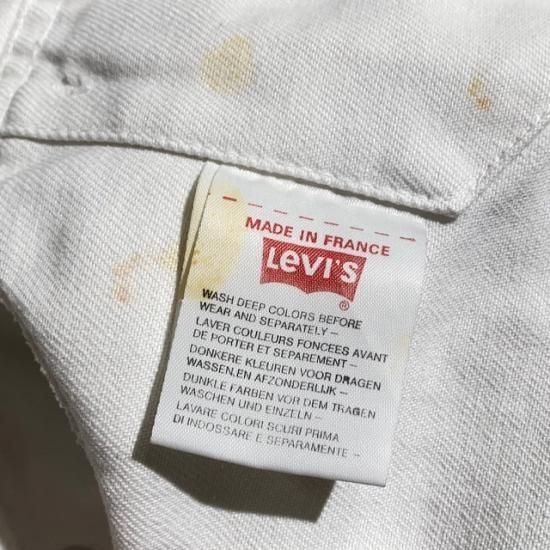 MADE IN FRANCE
LEVI'S
®
WASH DEEP COLORS BEFORE
WEAR AND SEPARATELY –
LAVER COULEURS FONCEES AVANT
DE PORTER ET SEPAREMENT –
DONKERE KLEUREN VOOR DRAGEN
WASSEN.EN AFZONDERLIJK –
DUNKLE FARBEN VOR DEM TRAGEN
WASCHEN UND EINZELN –
LAVARE COLORI SCURI PRIMA
DI INDOSSARE E SEPARAMENTE –